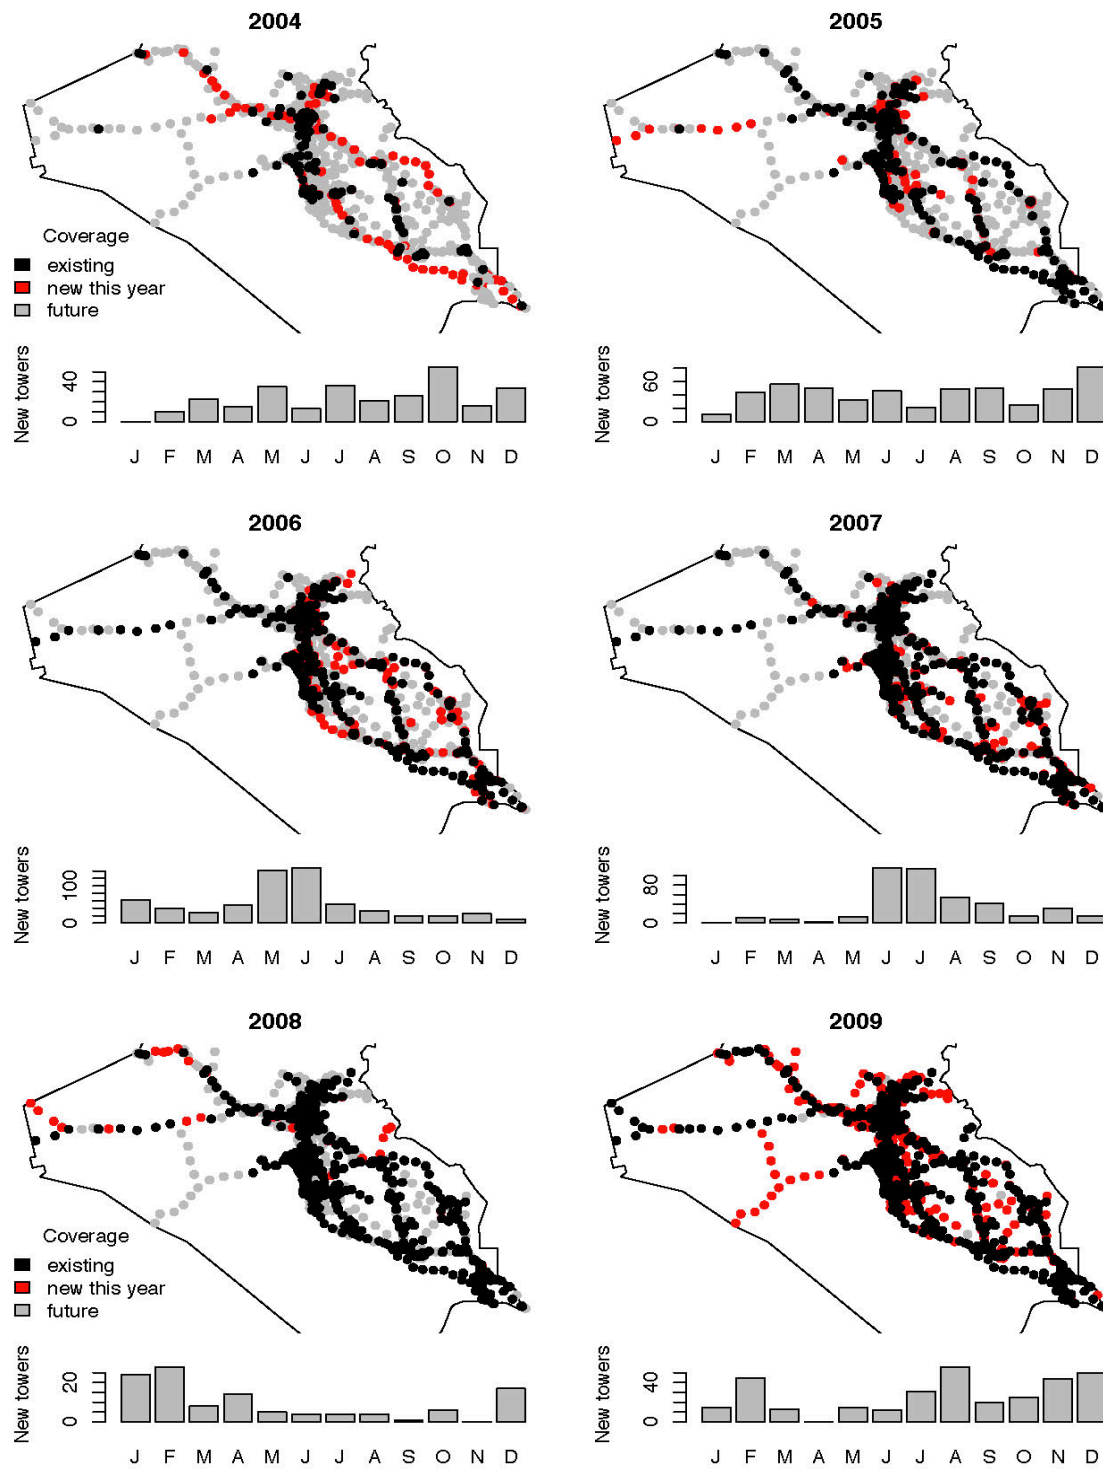 2004
2005
Coverage
existing
new this year
future
New towers
0 40
J F M A M J J A S O N D
New towers
0 60
J F M A M J J A S O N D
2006
2007
New towers
0 100
J F M A M J J A S O N D
New towers
0 80
J F M A M J J A S O N D
2008
2009
Coverage
existing
new this year
future
New towers
0 20
J F M A M J J A S O N D
New towers
0 40
J F M A M J J A S O N D